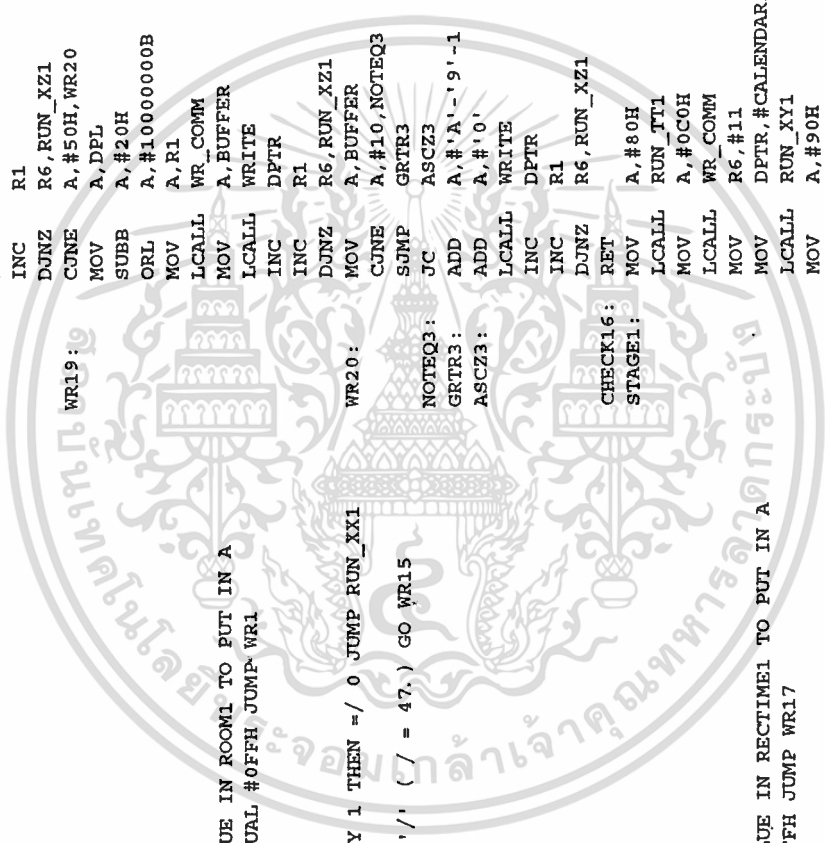 INC R1
DJNZ R6,RUN_XZ1
WR19: CJNE A,#50H,WR20
MOV A,DPL
SUBB A,#20H
ORL A,#10000000B
MOV A,R1
LCALL WR_COMM
MOV A,BUFFER
LCALL WRITE
INC DPTR
INC R1
DJNZ R6,RUN_XZ1
WR20: MOV A,BUFFER
CJNE A,#10,NOTEQ3
SJMP GRTR3
NOTEQ3: JC ASCZ3
GRTR3: ADD A,#'A'-'9'-1
ASCZ3: ADD A,#'0'
LCALL WRITE
INC DPTR
INC R1
DJNZ R6,RUN_XZ1
CHECK16: RET
STAGE1: MOV A,#80H
LCALL RUN_TT1
MOV A,#0C0H
LCALL WR_COMM
MOV R6,#11
MOV DPTR,#CALENDAR
LCALL RUN_XY1
MOV A,#90H
UE IN ROOM1 TO PUT IN A
UAL #0FFH JUMP WR1
Y 1 THEN =/ 0 JUMP RUN_XX1
'/' ( / = 47. ) GO WR15
LUE IN RECTIME1 TO PUT IN A
FFH JUMP WR17